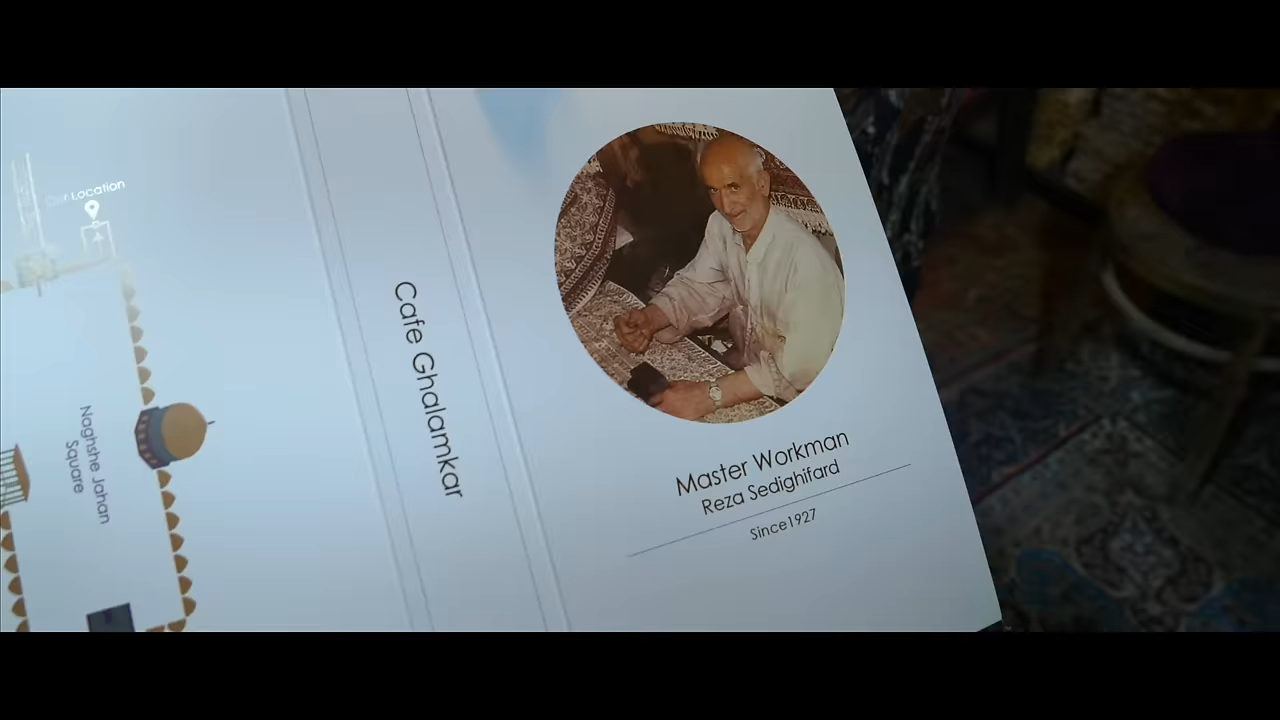 Our Location
Naghshe Jahan
Square
Cafe Ghalamkar
Master Workman
Reza Sedighifard
Since1927